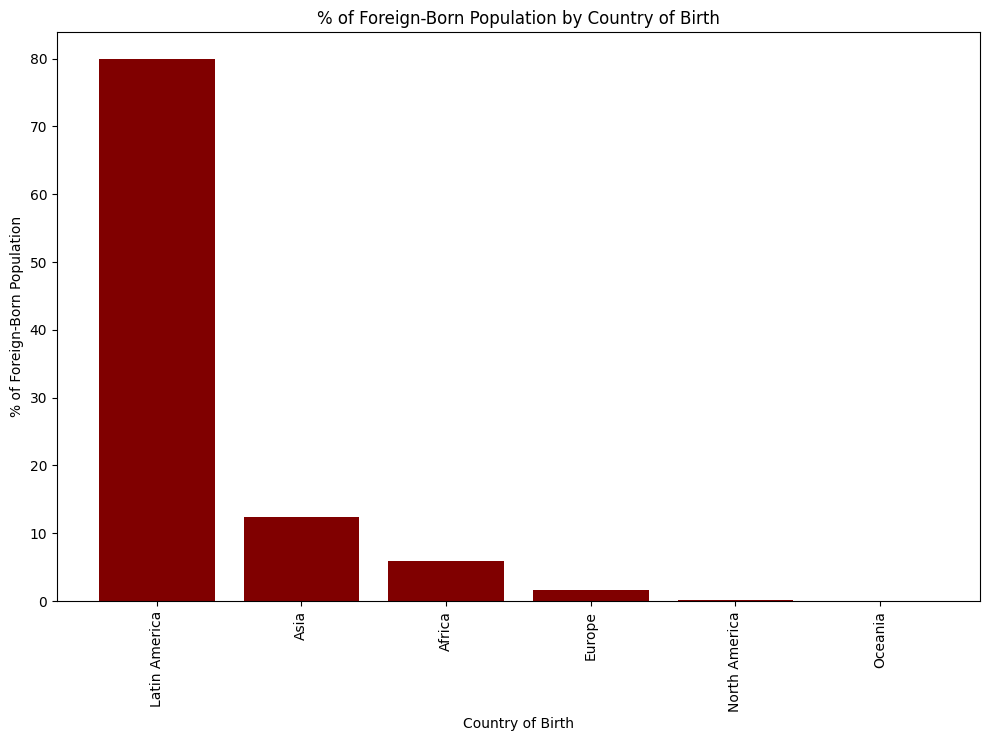 % of Foreign-Born Population by Country of Birth
% of Foreign-Born Population
80
70
60
50
40
30
20
10
0
Latin America
Asia
Africa
Europe
North America
Oceania
Country of Birth